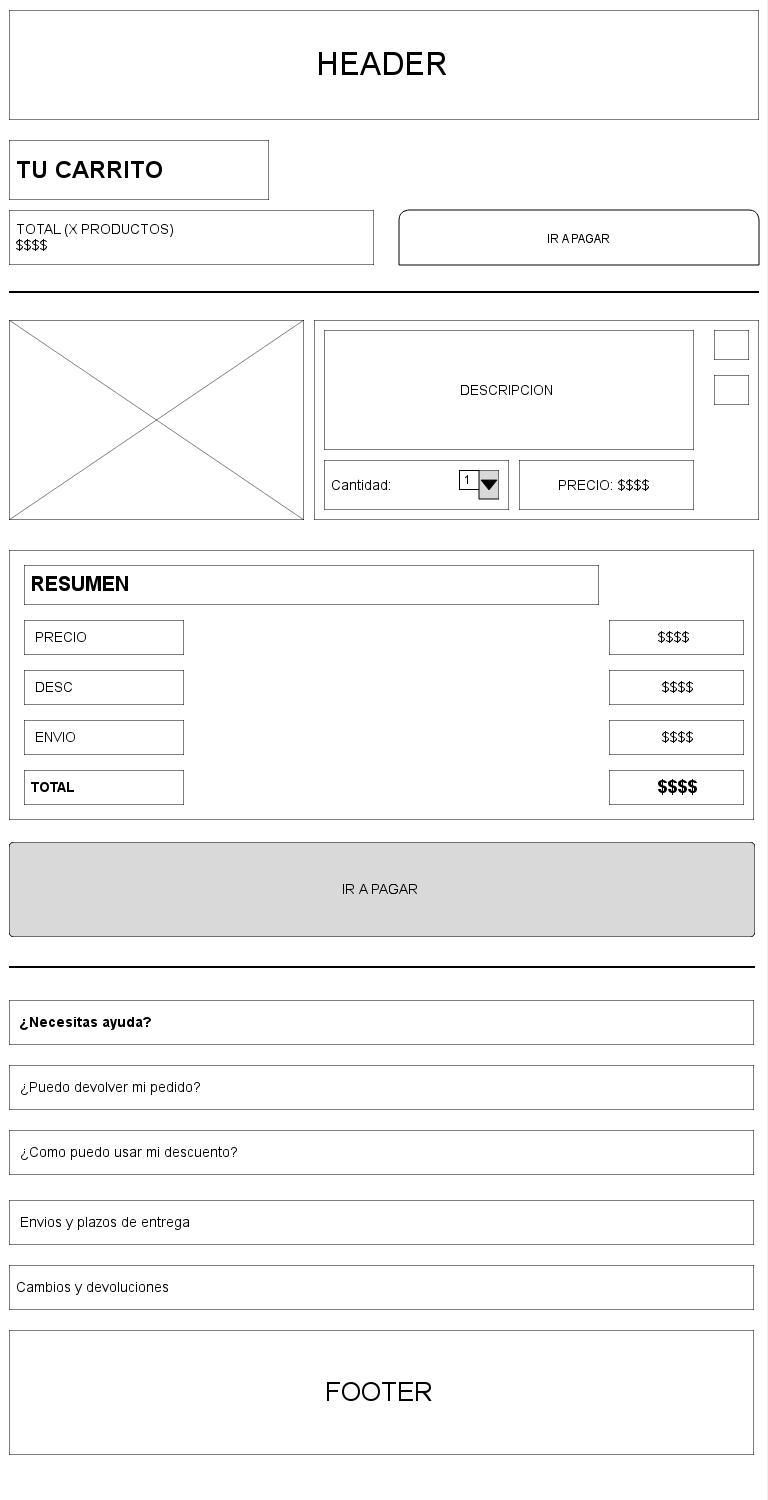 HEADER
TU CARRITO
TOTAL (X PRODUCTOS)
$$$$
IR A PAGAR
DESCRIPCION
Cantidad: 1
PRECIO: $$$$
RESUMEN
PRECIO $$$$
DESC $$$$
ENVIO $$$$
TOTAL $$$$
IR A PAGAR
¿Necesitas ayuda?
¿Puedo devolver mi pedido?
¿Como puedo usar mi descuento?
Envios y plazos de entrega
Cambios y devoluciones
FOOTER